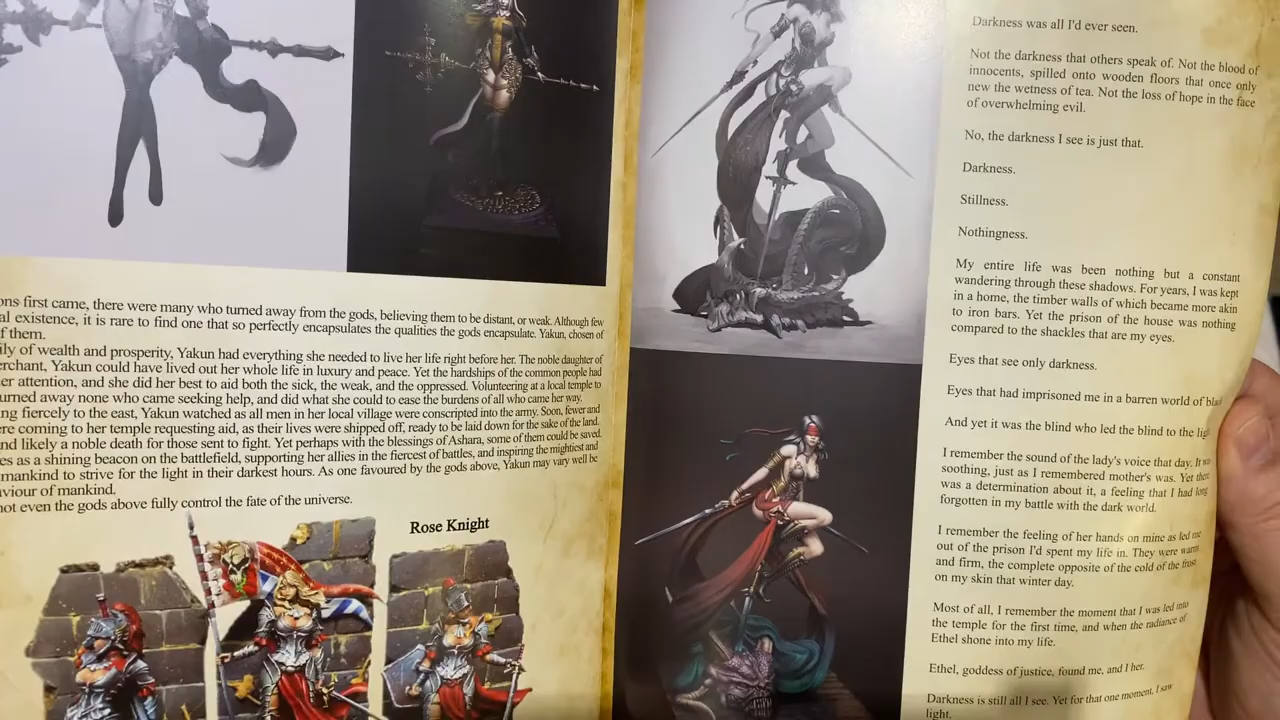 ons first came, there were many who turned away from the gods, believing them to be distant, or weak. Although few
al existence, it is rare to find one that so perfectly encapsulates the qualities the gods encapsulate. Yakun, chosen of
f them.
ily of wealth and prosperity, Yakun had everything she needed to live her life right before her. The noble daughter of
erchant, Yakun could have lived out her whole life in luxury and peace. Yet the hardships of the common people had
er attention, and she did her best to aid both the sick, the weak, and the oppressed. Volunteering at a local temple to
urned away none who came seeking help, and did what she could to ease the burdens of all who came her way.
ng fiercely to the east, Yakun watched as all men in her local village were conscripted into the army. Soon, fewer and
re coming to her temple requesting aid, as their lives were shipped off, ready to be laid down for the sake of the land.
nd likely a noble death for those sent to fight. Yet perhaps with the blessings of Ashara, some of them could be saved.
es as a shining beacon on the battlefield, supporting her allies in the fiercest of battles, and inspiring the mightiest and
mankind to strive for the light in their darkest hours. As one favoured by the gods above, Yakun may vary well be
aviour of mankind.
not even the gods above fully control the fate of the universe.
Rose Knight
Darkness was all I'd ever seen.
Not the darkness that others speak of. Not the blood of
innocents, spilled onto wooden floors that once only
new the wetness of tea. Not the loss of hope in the face
of overwhelming evil.
No, the darkness I see is just that.
Darkness.
Stillness.
Nothingness.
My entire life was been nothing but a constant
wandering through these shadows. For years, I was kept
in a home, the timber walls of which became more akin
to iron bars. Yet the prison of the house was nothing
compared to the shackles that are my eyes.
Eyes that see only darkness.
Eyes that had imprisoned me in a barren world of bla
And yet it was the blind who led the blind to the lig
I remember the sound of the lady's voice that day. It was
soothing, just as I remembered mother's was. Yet there
was a determination about it, a feeling that I had long
forgotten in my battle with the dark world.
I remember the feeling of her hands on mine as led me
out of the prison I'd spent my life in. They were warm
and firm, the complete opposite of the cold of the frost
on my skin that winter day.
Most of all, I remember the moment that I was led into
the temple for the first time, and when the radiance of
Ethel shone into my life.
Ethel, goddess of justice, found me, and I her.
Darkness is still all I see. Yet for that one moment, I saw
light.